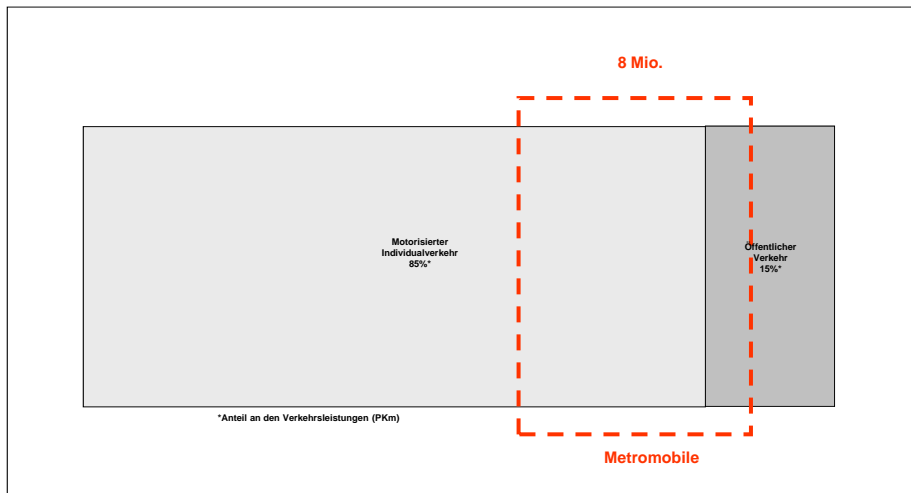 8 Mio.
Motorisierter
Individualverkehr
85%*
Öffentlicher
Verkehr
15%*
*Anteil an den Verkehrsleistungen (PKm)
Metromobile